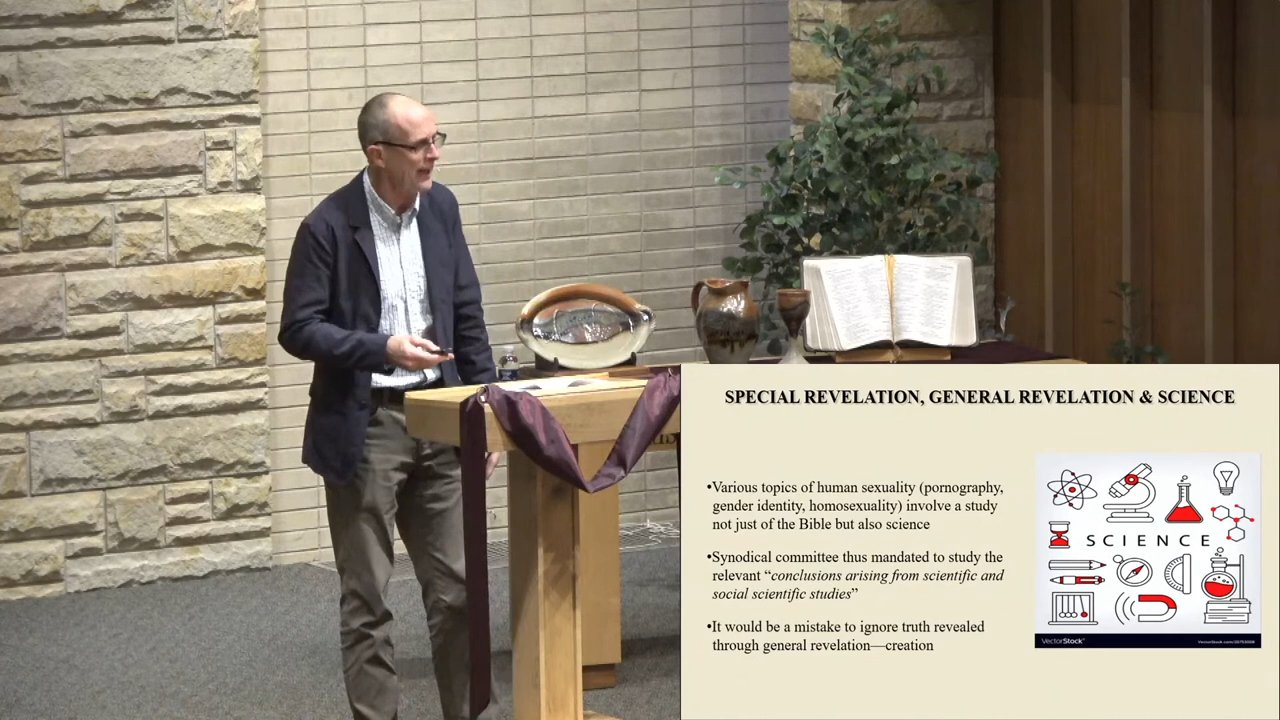 SPECIAL REVELATION, GENERAL REVELATION & SCIENCE
•Various topics of human sexuality (pornography,
gender identity, homosexuality) involve a study
not just of the Bible but also science
•Synodical committee thus mandated to study the
relevant “conclusions arising from scientific and
social scientific studies”
•It would be a mistake to ignore truth revealed
through general revelation—creation
SCIENCE
VectorStock